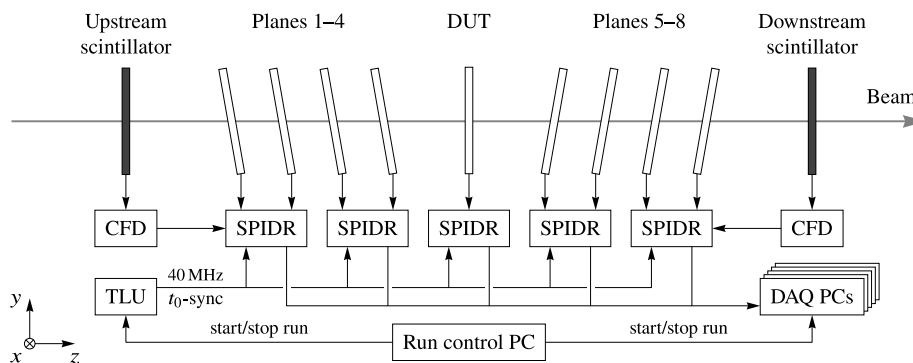 Upstream
scintillator
Planes 1–4
DUT
Planes 5–8
Downstream
scintillator
Beam
CFD
SPIDR
SPIDR
SPIDR
SPIDR
SPIDR
CFD
40 MHz
t0-sync
TLU
DAQ PCs
y
x
z
start/stop run
Run control PC
start/stop run